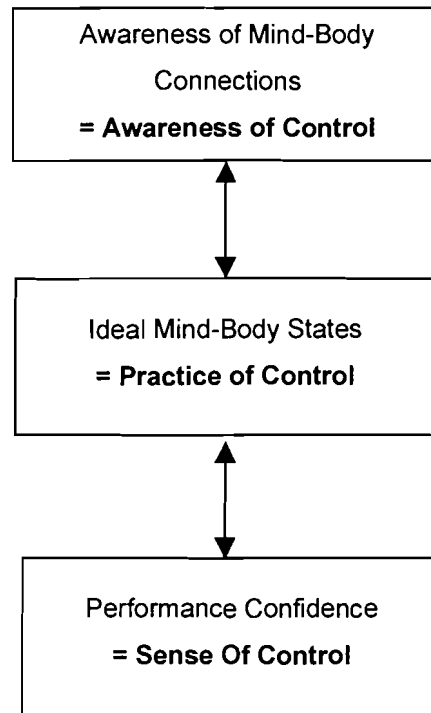 Awareness of Mind-Body
Connections
= Awareness of Control
Ideal Mind-Body States
= Practice of Control
Performance Confidence
= Sense Of Control